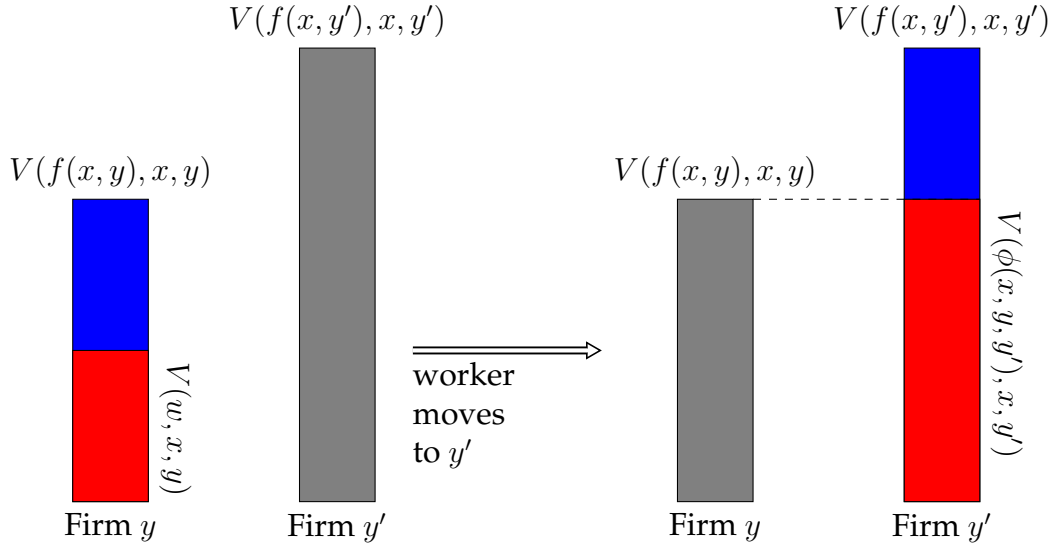 V(f(x, y′), x, y′)
V(f(x, y′), x, y′)
V(f(x, y), x, y)
V(f(x, y), x, y)
V(w, x, y)
V(ϕ(x, y, y′), x, y′)
worker
moves
to y′
Firm y
Firm y′
Firm y
Firm y′